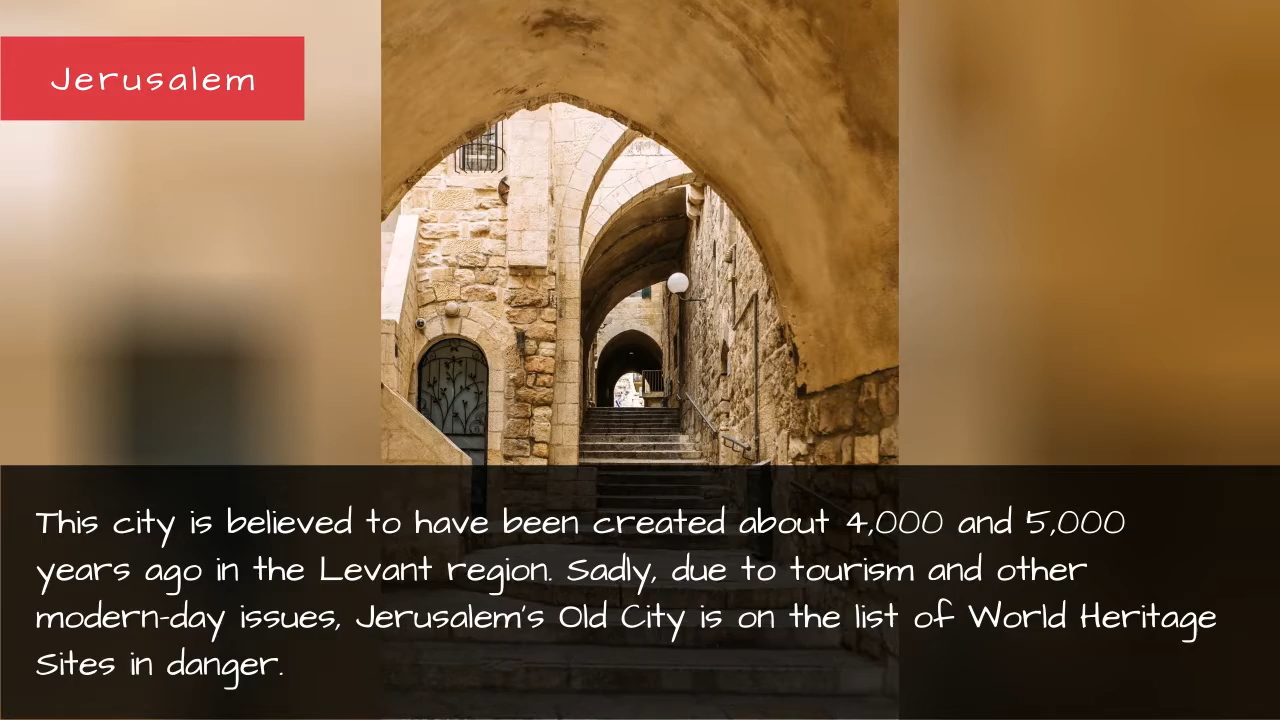 Jerusalem
This city is believed to have been created about 4,000 and 5,000
years ago in the Levant region. Sadly, due to tourism and other
modern-day issues, Jerusalem's Old City is on the list of World Heritage
Sites in danger.